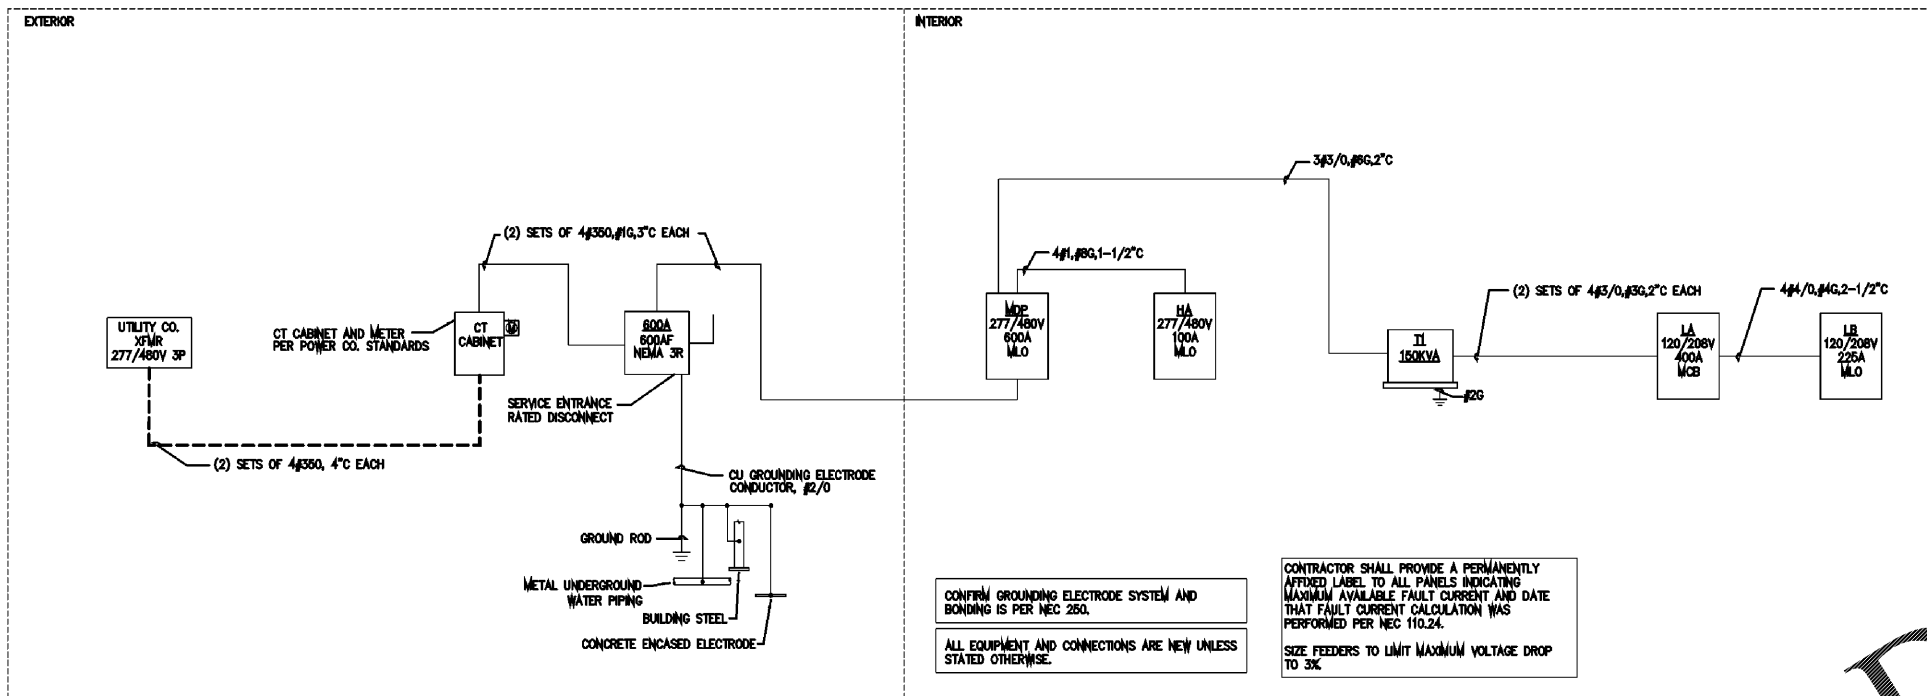 EXTERIOR
INTERIOR
3#3/0,#6G,2"C
(2) SETS OF 4#350,#1G,3"C EACH
4#1,#8G,1-1/2"C
(2) SETS OF 4#3/0,#3G,2"C EACH
4#4/0,#4G,2-1/2"C
UTILITY CO.
XFMR
277/480V 3P
CT CABINET AND METER
PER POWER CO. STANDARDS
CT
CABINET
M
600A
600AF
NEMA 3R
MDP
277/480V
600A
MLO
HA
277/480V
100A
MLO
T1
150KVA
#2G
LA
120/208V
400A
MCB
LB
120/208V
225A
MLO
SERVICE ENTRANCE
RATED DISCONNECT
(2) SETS OF 4#350, 4"C EACH
CU GROUNDING ELECTRODE
CONDUCTOR, #2/0
GROUND ROD
METAL UNDERGROUND
WATER PIPING
BUILDING STEEL
CONCRETE ENCASED ELECTRODE
CONFIRM GROUNDING ELECTRODE SYSTEM AND
BONDING IS PER NEC 250.
ALL EQUIPMENT AND CONNECTIONS ARE NEW UNLESS
STATED OTHERWISE.
CONTRACTOR SHALL PROVIDE A PERMANENTLY
AFFIXED LABEL TO ALL PANELS INDICATING
MAXIMUM AVAILABLE FAULT CURRENT AND DATE
THAT FAULT CURRENT CALCULATION WAS
PERFORMED PER NEC 110.24.
SIZE FEEDERS TO LIMIT MAXIMUM VOLTAGE DROP
TO 3%